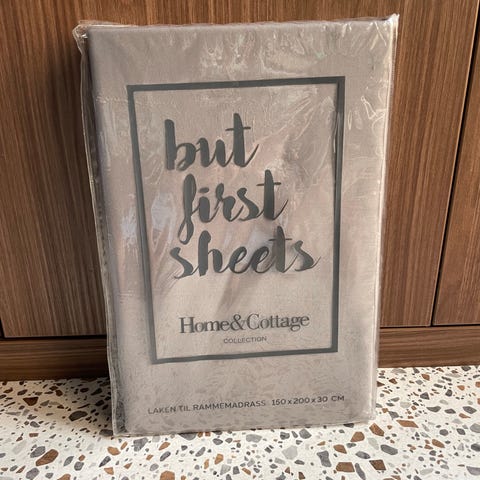 but
first
sheets
Home&Cottage
COLLECTION
LAKEN TIL RAMMEMADRASS 150 x 200 x 30 CM